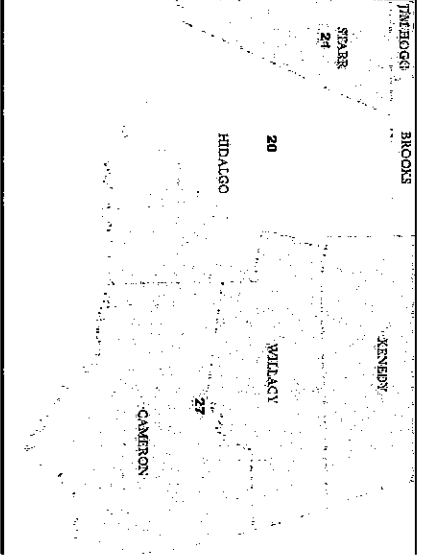 JIM HOGG
BROOKS
STARR
24
KENEDY
20
HIDALGO
WILLACY
27
CAMERON